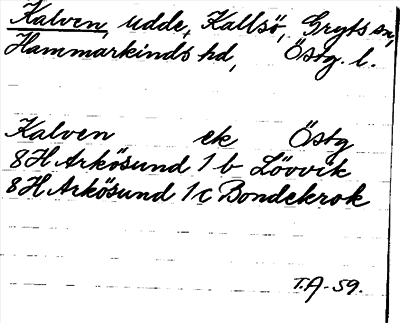 Kalven, udde, Kallsö, Gryts sn,
Hammarkinds hd, Östg. l.
Kalven ek Östg
8H Arkösund 1 b Lövvik
8H Arkösund 1 c Bondekrok
T.A-59.